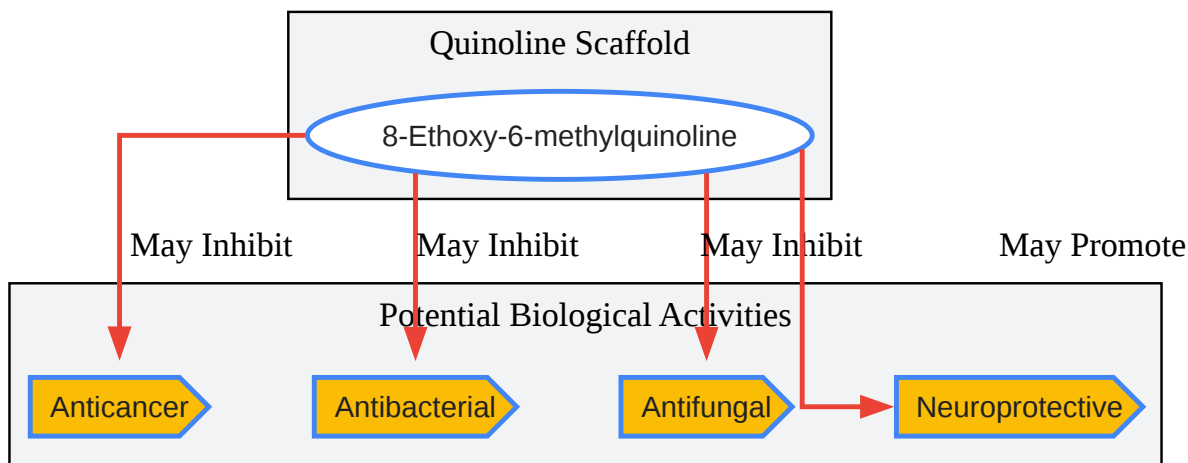 Quinoline Scaffold
8-Ethoxy-6-methylquinoline
May Inhibit
May Inhibit
May Inhibit
May Promote
Potential Biological Activities
Anticancer
Antibacterial
Antifungal
Neuroprotective